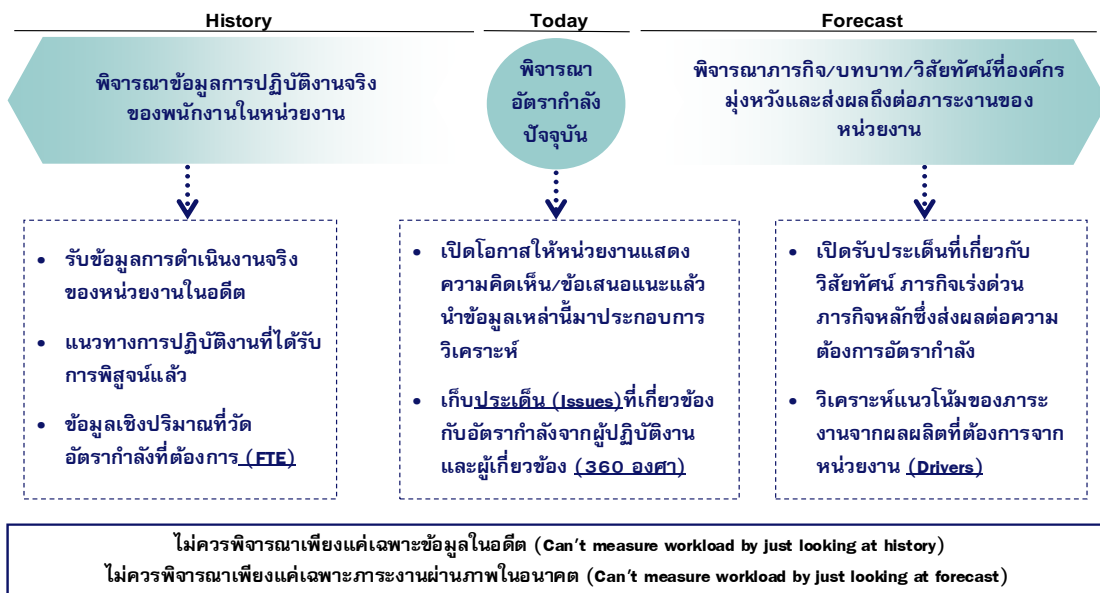 History
Today
Forecast
พิจารณาข้อมูลการปฏิบัติงานจริง
ของพนักงานในหน่วยงาน
พิจารณา
อัตรากำลัง
ปัจจุบัน
พิจารณาภารกิจ/บทบาท/วิสัยทัศน์ที่องค์กร
มุ่งหวังและส่งผลถึงต่อภาระงานของ
หน่วยงาน
• รับข้อมูลการดำเนินงานจริง
ของหน่วยงานในอดีต
• แนวทางการปฏิบัติงานที่ได้รับ
การพิสูจน์แล้ว
• ข้อมูลเชิงปริมาณที่วัด
อัตรากำลังที่ต้องการ (FTE)
• เปิดโอกาสให้หน่วยงานแสดง
ความคิดเห็น/ข้อเสนอแนะแล้ว
นำข้อมูลเหล่านี้มาประกอบการ
วิเคราะห์
• เก็บประเด็น (Issues)ที่เกี่ยวข้อง
กับอัตรากำลังจากผู้ปฏิบัติงาน
และผู้เกี่ยวข้อง (360 องศา)
• เปิดรับประเด็นที่เกี่ยวกับ
วิสัยทัศน์ ภารกิจเร่งด่วน
ภารกิจหลักซึ่งส่งผลต่อความ
ต้องการอัตรากำลัง
• วิเคราะห์แนวโน้มของภาระ
งานจากผลผลิตที่ต้องการจาก
หน่วยงาน (Drivers)
ไม่ควรพิจารณาเพียงแค่เฉพาะข้อมูลในอดีต (Can't measure workload by just looking at history)
ไม่ควรพิจารณาเพียงแค่เฉพาะภาระงานผ่านภาพในอนาคต (Can't measure workload by just looking at forecast)